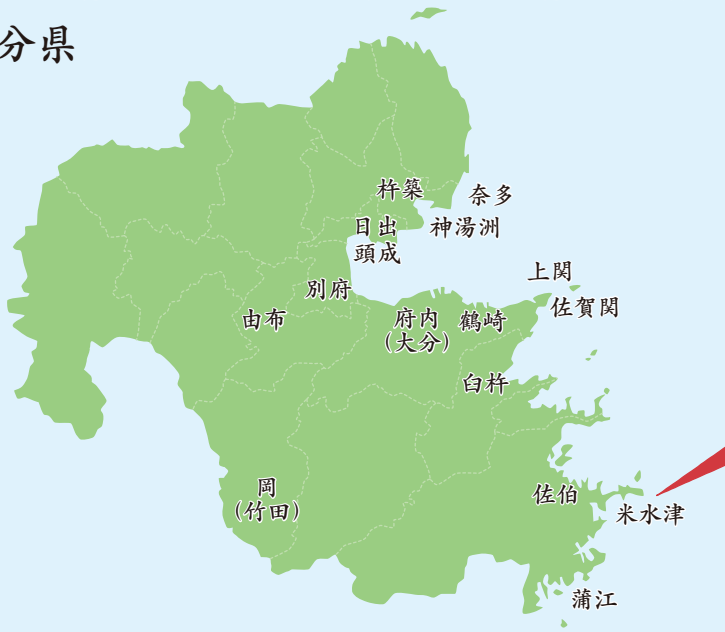 分県
杵築
奈多
日出
神湯洲
頭成
上関
別府
佐賀関
由布
府内
(大分)
鶴崎
臼杵
岡
(竹田)
佐伯
米水津
蒲江